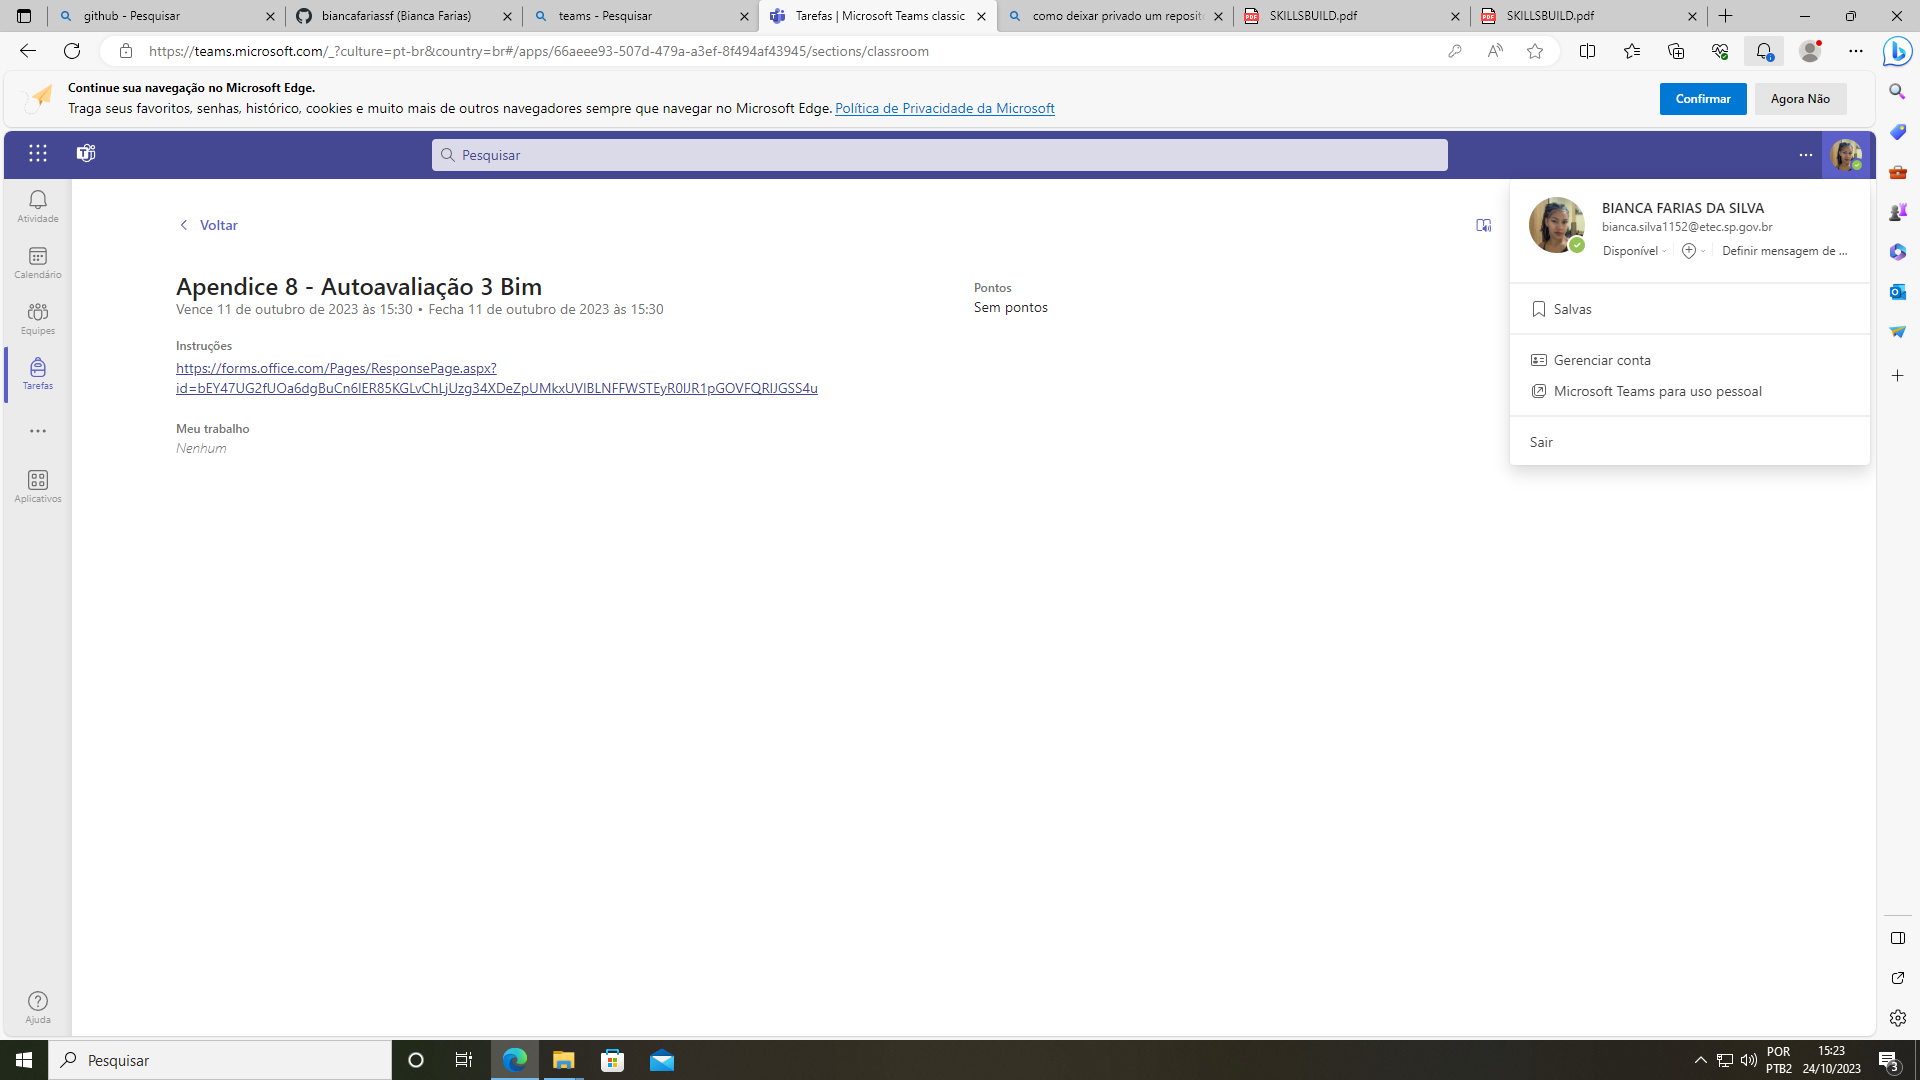 github - Pesquisar
biancafariassf (Bianca Farias)
teams - Pesquisar
Tarefas | Microsoft Teams classic
como deixar privado um reposit
SKILLSBUILD.pdf
SKILLSBUILD.pdf
https://teams.microsoft.com/_?culture=pt-br&country=br#/apps/66aeee93-507d-479a-a3ef-8f494af43945/sections/classroom
Continue sua navegação no Microsoft Edge.
Traga seus favoritos, senhas, histórico, cookies e muito mais de outros navegadores sempre que navegar no Microsoft Edge. Política de Privacidade da Microsoft
Confirmar
Agora Não
Pesquisar
Atividade
Calendário
Equipes
Tarefas
Aplicativos
Ajuda
Voltar
Apendice 8 - Autoavaliação 3 Bim
Vence 11 de outubro de 2023 às 15:30 • Fecha 11 de outubro de 2023 às 15:30
Instruções
https://forms.office.com/Pages/ResponsePage.aspx?
id=bEY47UG2fUOa6dgBuCn6IER85KGLvChLjUzg34XDeZpUMkxUVlBLNFFWSTEyR0lJR1pGOVFQRlJGSS4u
Meu trabalho
Nenhum
Pontos
Sem pontos
BIANCA FARIAS DA SILVA
bianca.silva1152@etec.sp.gov.br
Disponível
Definir mensagem de ...
Salvas
Gerenciar conta
Microsoft Teams para uso pessoal
Sair
Pesquisar
POR
PTB2
15:23
24/10/2023
3